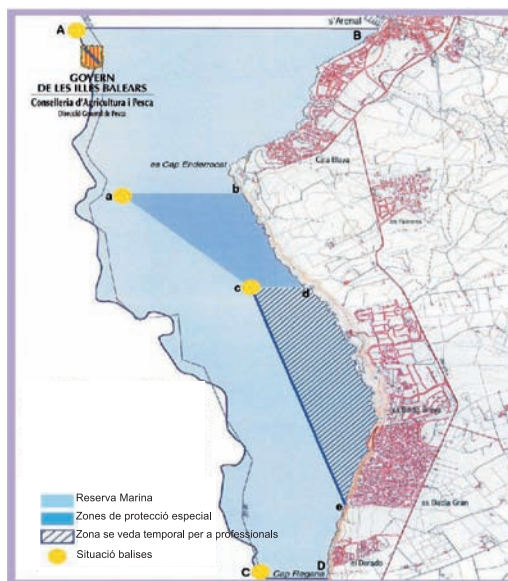 s'Arenal
A
B
GOVERN
DE LES ILLES BALEARS
Conselleria d'Agricultura i Pesca
Direcció General de Pesca
es Cap Enderrocat
Cala Blava
a
b
c
d
e
es Dorado
C
Cap Regana
D
Reserva Marina
Zones de protecció especial
Zona se veda temporal per a professionals
Situació balises